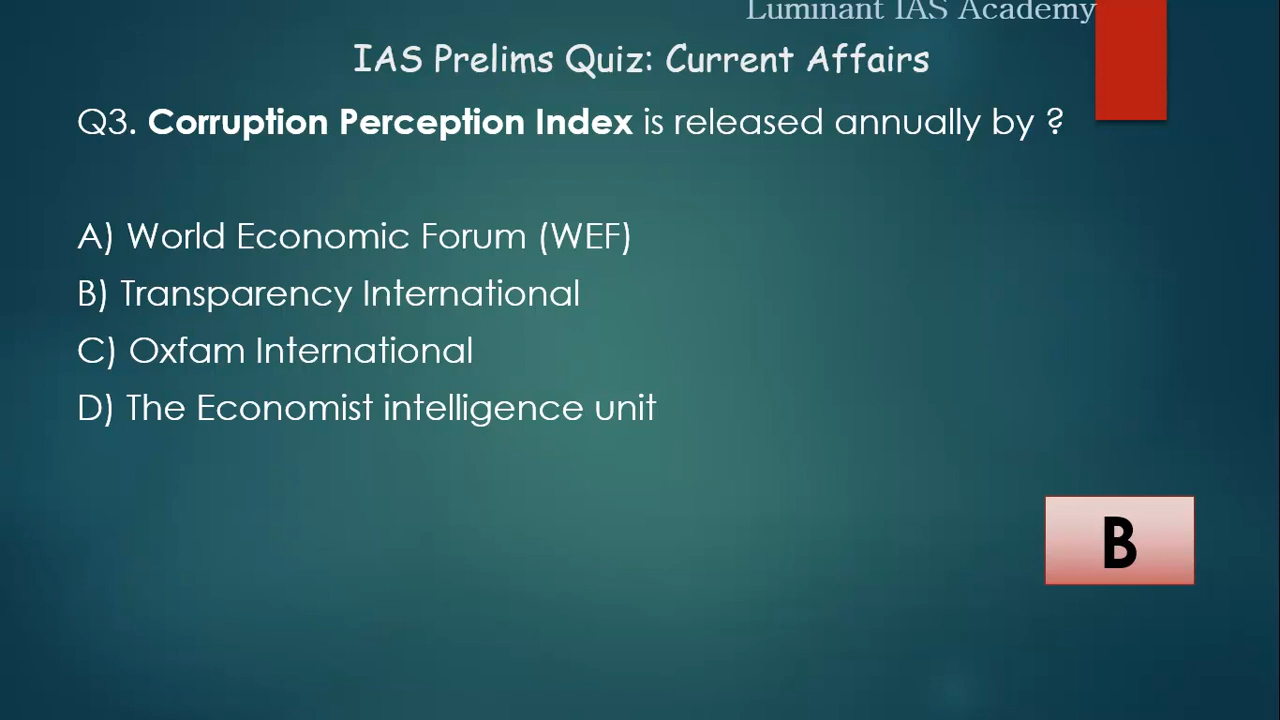 Luminant IAS Academy
IAS Prelims Quiz: Current Affairs
Q3. Corruption Perception Index is released annually by ?
A) World Economic Forum (WEF)
B) Transparency International
C) Oxfam International
D) The Economist intelligence unit
B